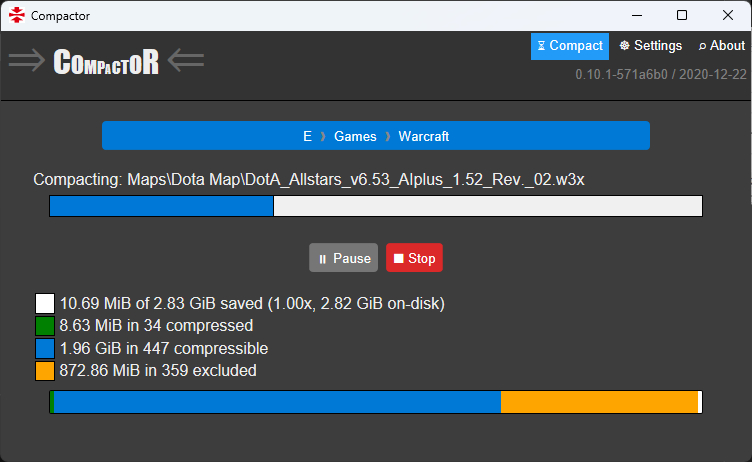 Compactor
COMPACTOR
Compact Settings About
0.10.1-571a6b0 / 2020-12-22
E Games Warcraft
Compacting: Maps\Dota Map\DotA_Allstars_v6.53_AIplus_1.52_Rev._02.w3x
Pause Stop
10.69 MiB of 2.83 GiB saved (1.00x, 2.82 GiB on-disk)
8.63 MiB in 34 compressed
1.96 GiB in 447 compressible
872.86 MiB in 359 excluded